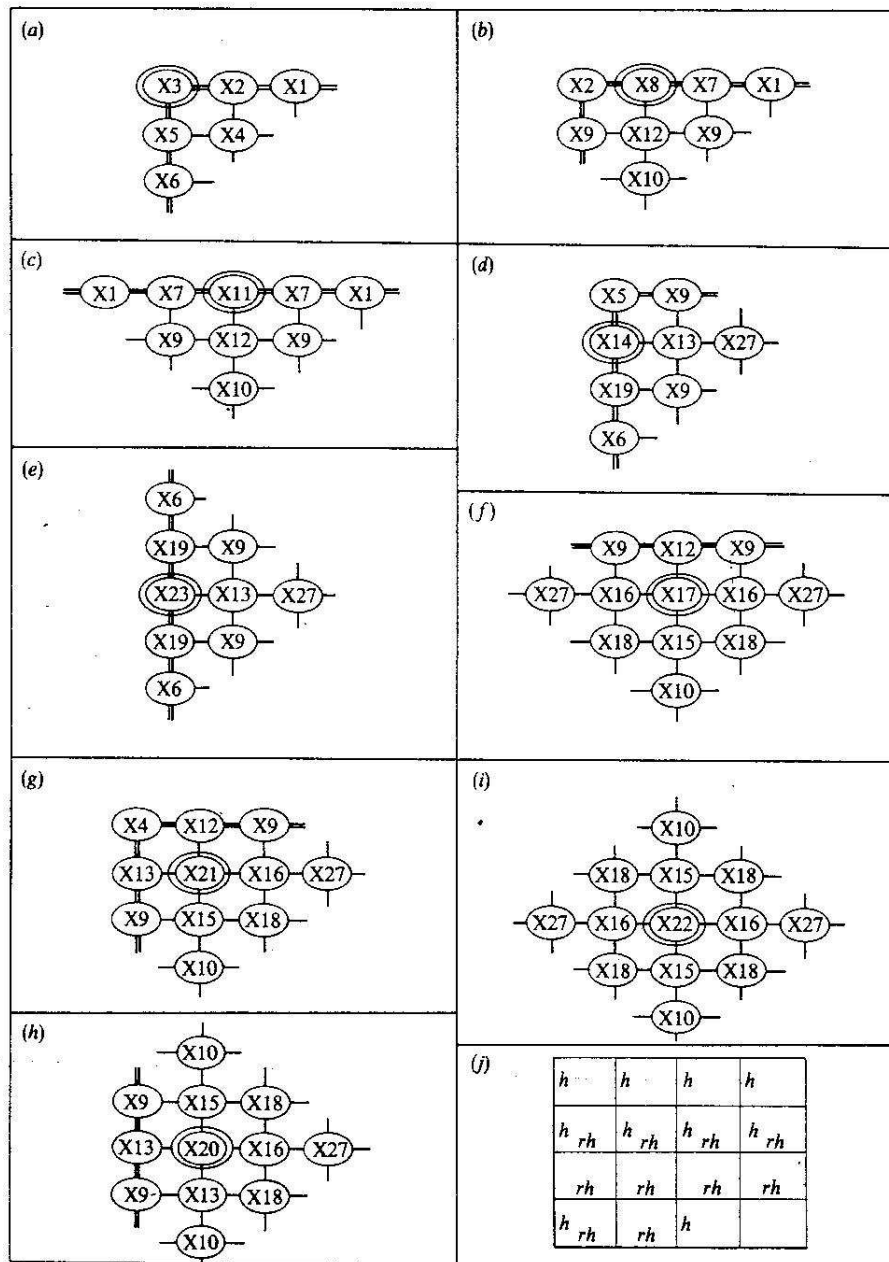 (a)
X3 X2 X1
X5 X4
X6
(b)
X2 X8 X7 X1
X9 X12 X9
X10
(c)
X1 X7 X11 X7 X1
X9 X12 X9
X10
(d)
X5 X9
X14 X13 X27
X19 X9
X6
(e)
X6
X19 X9
X23 X13 X27
X19 X9
X6
(f)
X9 X12 X9
X27 X16 X17 X16 X27
X18 X15 X18
X10
(g)
X4 X12 X9
X13 X21 X16 X27
X9 X15 X18
X10
(i)
X10
X18 X15 X18
X27 X16 X22 X16 X27
X18 X15 X18
X10
(h)
X10
X9 X15 X18
X13 X20 X16 X27
X9 X13 X18
X10
(j)
h h h h
h rh h rh h rh h rh
rh rh rh rh
h rh rh h